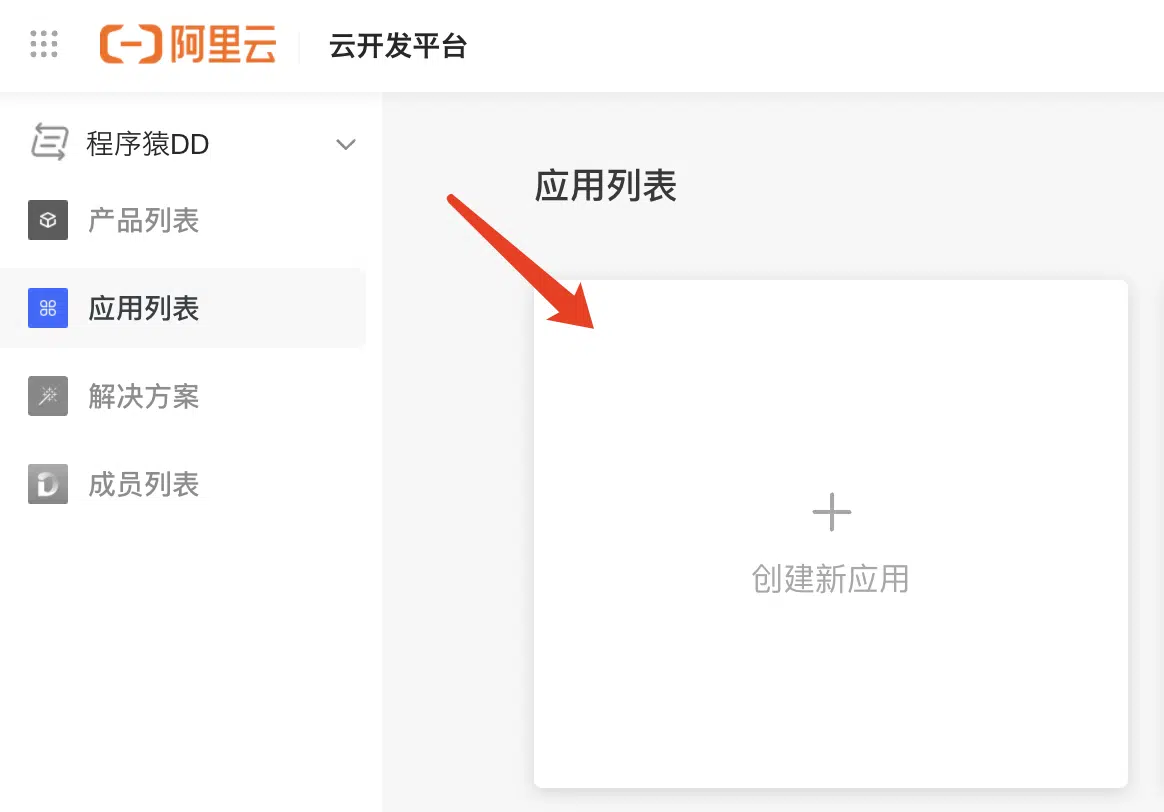 阿里云 云开发平台
程序猿DD
产品列表
应用列表
解决方案
成员列表
应用列表
创建新应用